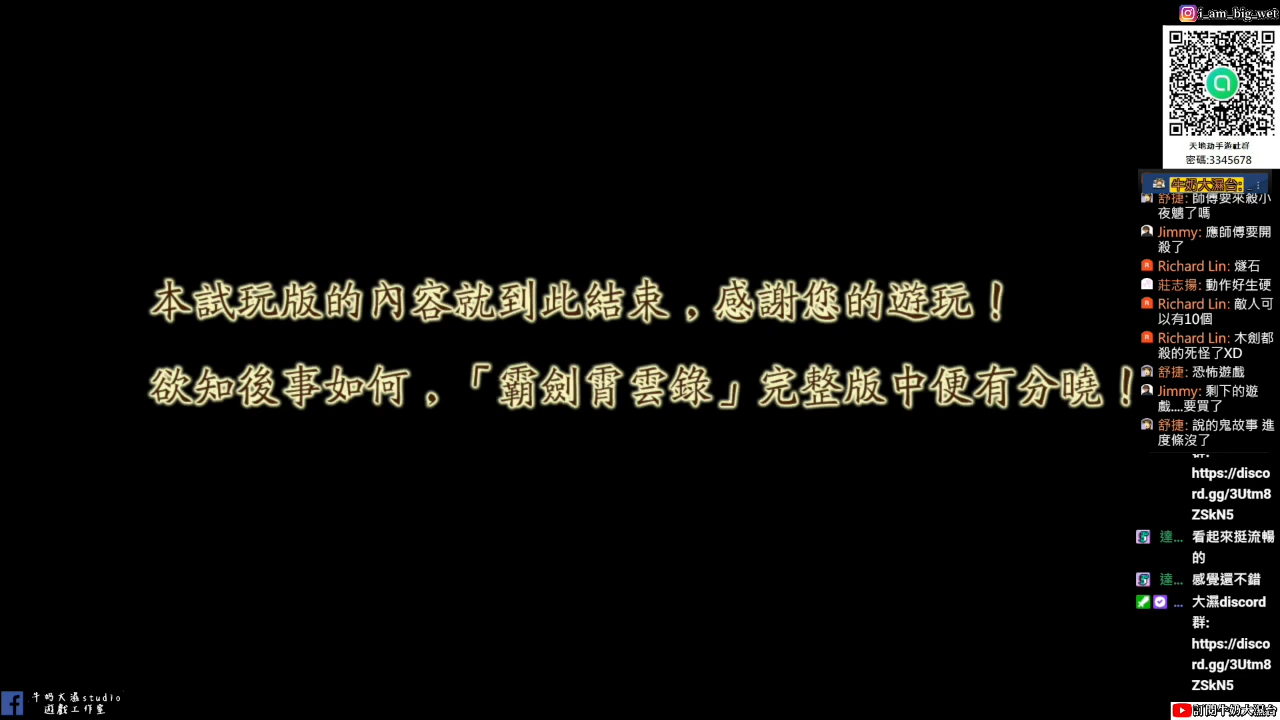 i_am_big_wet
天地劫手遊社群
密碼:3345678
牛奶大濕台:
舒捷: 師傅要來殺小
夜魑了嗎
Jimmy: 應師傅要開
殺了
Richard Lin: 燧石
莊志揚: 動作好生硬
Richard Lin: 敵人可
以有10個
Richard Lin: 木劍都
殺的死怪了XD
舒捷: 恐怖遊戲
Jimmy: 剩下的遊
戲....要買了
舒捷: 說的鬼故事 進
度條沒了
本試玩版的內容就到此結束，感謝您的遊玩！
欲知後事如何，「霸劍霄雲錄」完整版中便有分曉！
群:
https://disco
rd.gg/3Utm8
ZSkN5
達... 看起來挺流暢
的
達... 感覺還不錯
... 大濕discord
群:
https://disco
rd.gg/3Utm8
ZSkN5
牛奶大濕studio
遊戲工作室
訂閱牛奶大濕台